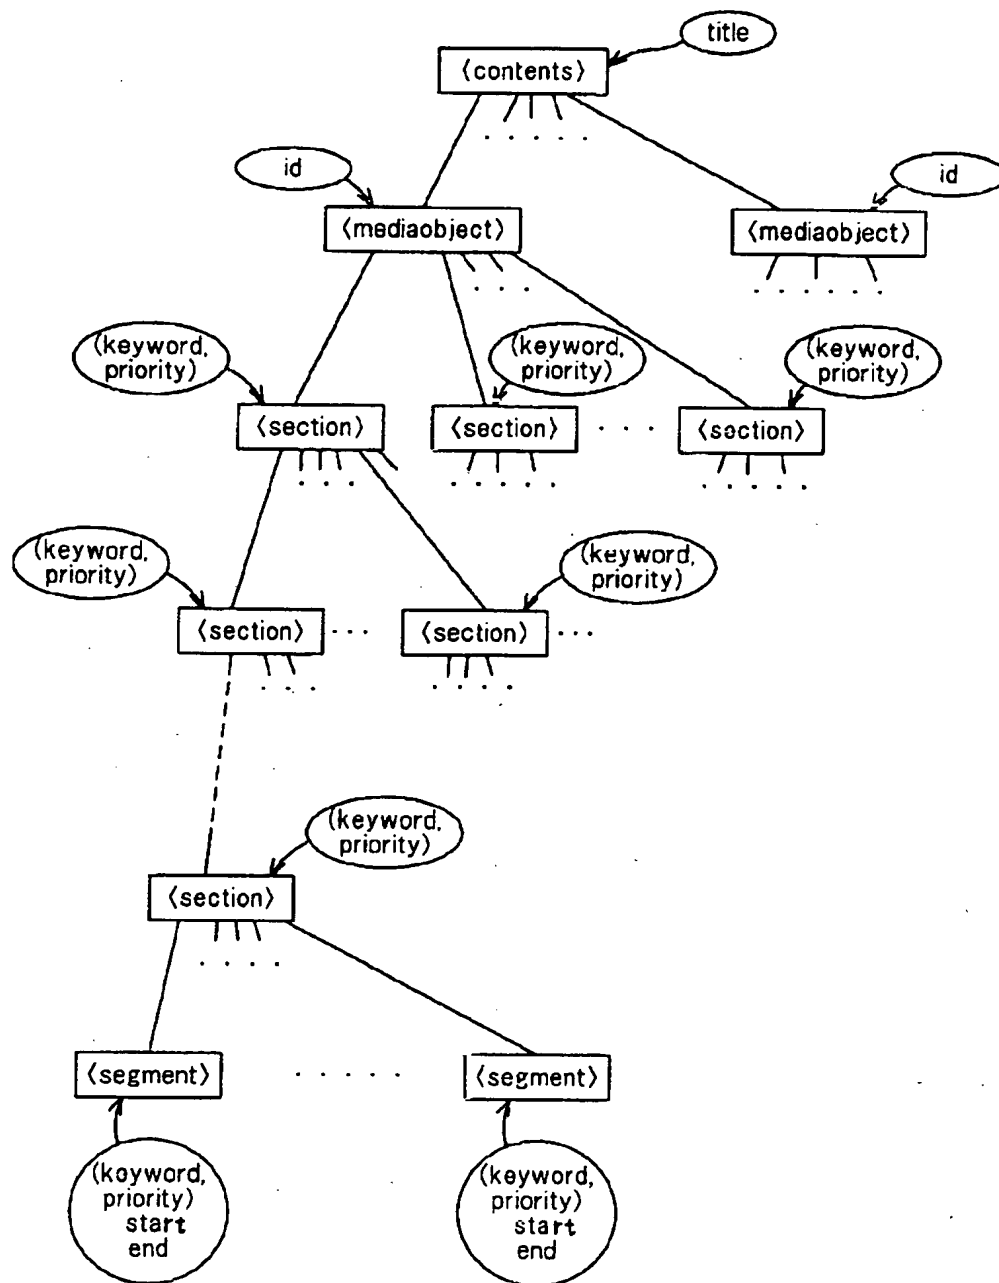 title
〈contents〉
id
id
〈mediaobject〉
〈mediaobject〉
(keyword,
priority)
(keyword,
priority)
(keyword,
priority)
〈section〉
〈section〉
〈section〉
(keyword,
priority)
(keyword,
priority)
〈section〉
〈section〉
(keyword,
priority)
〈section〉
〈segment〉
〈segment〉
(keyword,
priority)
start
end
(keyword,
priority)
start
end